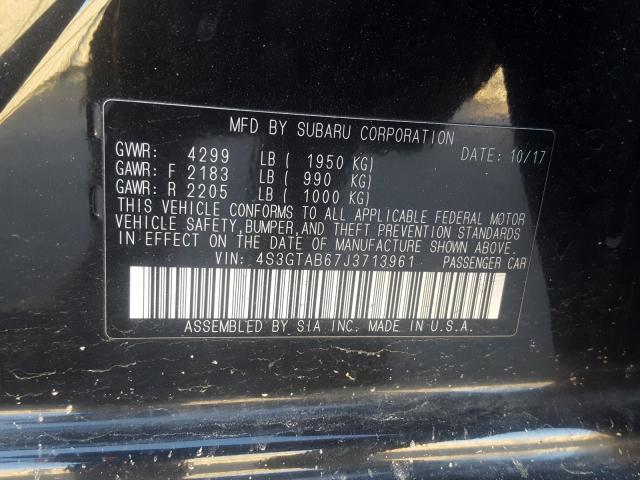 MFD BY SUBARU CORPORATION
GVWR: 4299 LB ( 1950 KG) DATE: 10/17
GAWR: F 2183 LB ( 990 KG)
GAWR: R 2205 LB ( 1000 KG)
THIS VEHICLE CONFORMS TO ALL APPLICABLE FEDERAL MOTOR
VEHICLE SAFETY, BUMPER, AND THEFT PREVENTION STANDARDS
IN EFFECT ON THE DATE OF MANUFACTURE SHOWN ABOVE.
VIN: 4S3GTAB67J3713961 PASSENGER CAR
ASSEMBLED BY SIA INC. MADE IN U.S.A.